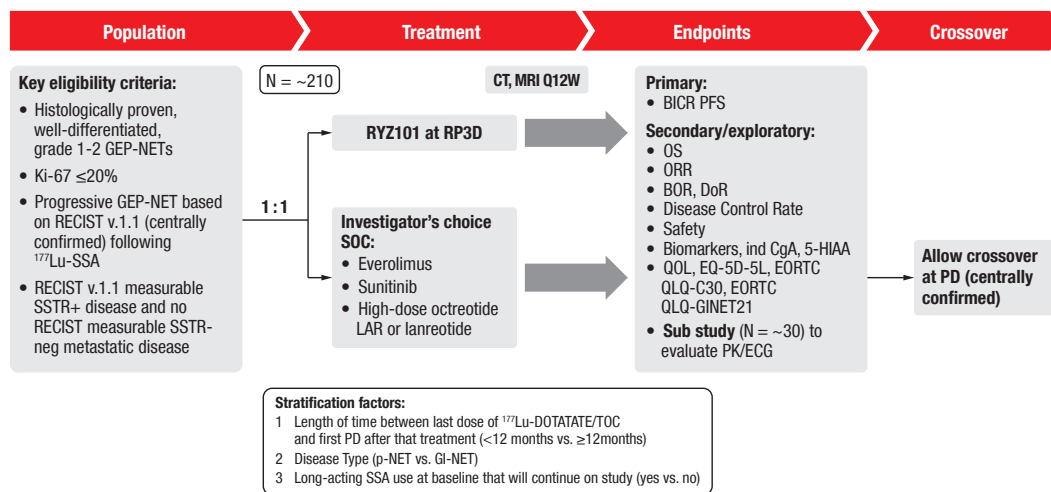 Population
Treatment
Endpoints
Crossover
Key eligibility criteria:
• Histologically proven,
well-differentiated,
grade 1-2 GEP-NETs
• Ki-67 ≤20%
• Progressive GEP-NET based
on RECIST v.1.1 (centrally
confirmed) following
¹⁷⁷Lu-SSA
• RECIST v.1.1 measurable
SSTR+ disease and no
RECIST measurable SSTR-
neg metastatic disease
N = ~210
1:1
CT, MRI Q12W
RYZ101 at RP3D
Investigator's choice
SOC:
• Everolimus
• Sunitinib
• High-dose octreotide
LAR or lanreotide
Primary:
• BICR PFS
Secondary/exploratory:
• OS
• ORR
• BOR, DoR
• Disease Control Rate
• Safety
• Biomarkers, ind CgA, 5-HIAA
• QOL, EQ-5D-5L, EORTC
QLQ-C30, EORTC
QLQ-GINET21
• Sub study (N = ~30) to
evaluate PK/ECG
Allow crossover
at PD (centrally
confirmed)
Stratification factors:
1 Length of time between last dose of ¹⁷⁷Lu-DOTATATE/TOC
and first PD after that treatment (<12 months vs. ≥12months)
2 Disease Type (p-NET vs. GI-NET)
3 Long-acting SSA use at baseline that will continue on study (yes vs. no)